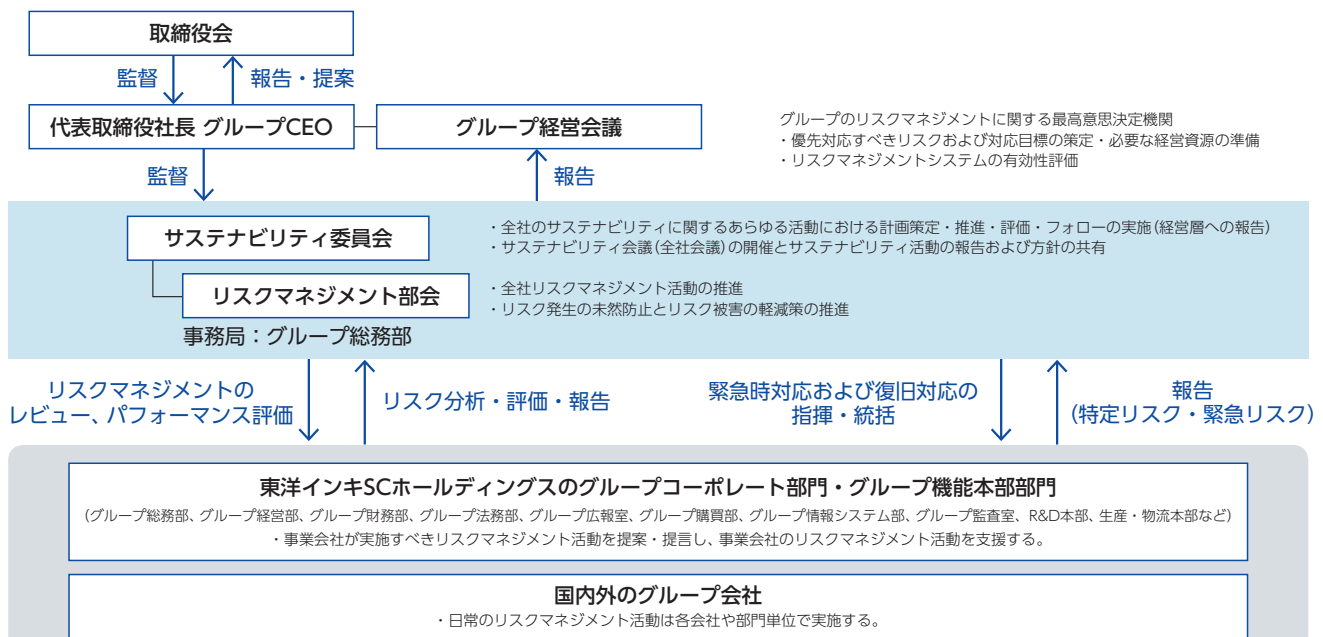 取締役会
監督
報告・提案
代表取締役社長 グループCEO
グループ経営会議
グループのリスクマネジメントに関する最高意思決定機関
・優先対応すべきリスクおよび対応目標の策定・必要な経営資源の準備
・リスクマネジメントシステムの有効性評価
監督
報告
サステナビリティ委員会
・全社のサステナビリティに関するあらゆる活動における計画策定・推進・評価・フォローの実施(経営層への報告)
・サステナビリティ会議(全社会議)の開催とサステナビリティ活動の報告および方針の共有
リスクマネジメント部会
・全社リスクマネジメント活動の推進
・リスク発生の未然防止とリスク被害の軽減策の推進
事務局：グループ総務部
リスクマネジメントの
レビュー、パフォーマンス評価
リスク分析・評価・報告
緊急時対応および復旧対応の
指揮・統括
報告
(特定リスク・緊急リスク)
東洋インキSCホールディングスのグループコーポレート部門・グループ機能本部部門
(グループ総務部、グループ経営部、グループ財務部、グループ法務部、グループ広報室、グループ購買部、グループ情報システム部、グループ監査室、R&D本部、生産・物流本部など)
・事業会社が実施すべきリスクマネジメント活動を提案・提言し、事業会社のリスクマネジメント活動を支援する。
国内外のグループ会社
・日常のリスクマネジメント活動は各会社や部門単位で実施する。